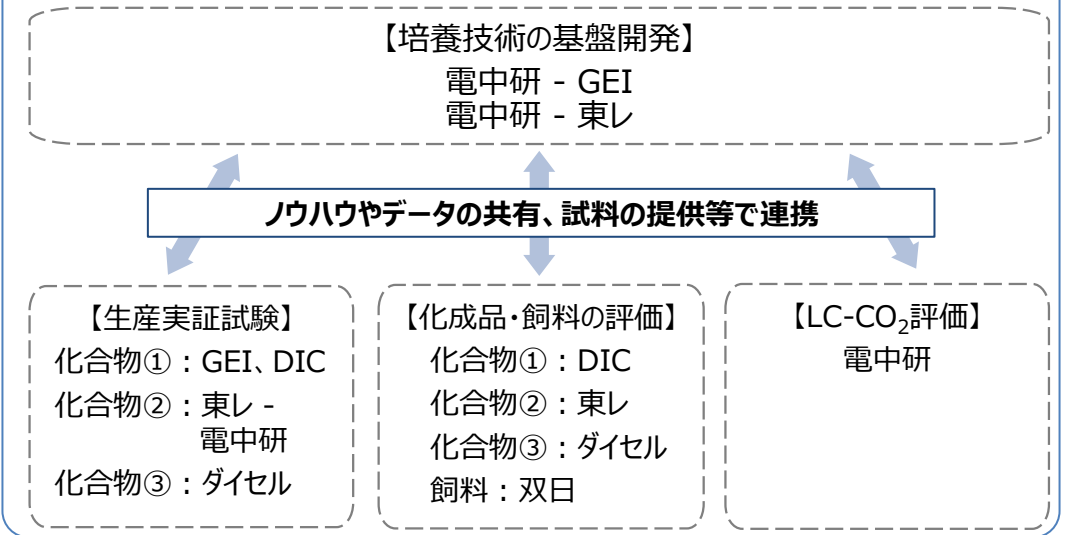 【培養技術の基盤開発】
電中研 - GEI
電中研 - 東レ
ノウハウやデータの共有、試料の提供等で連携
【生産実証試験】
化合物①：GEI、DIC
化合物②：東レ -
電中研
化合物③：ダイセル
【化成品・飼料の評価】
化合物①：DIC
化合物②：東レ
化合物③：ダイセル
飼料：双日
【LC-CO₂評価】
電中研